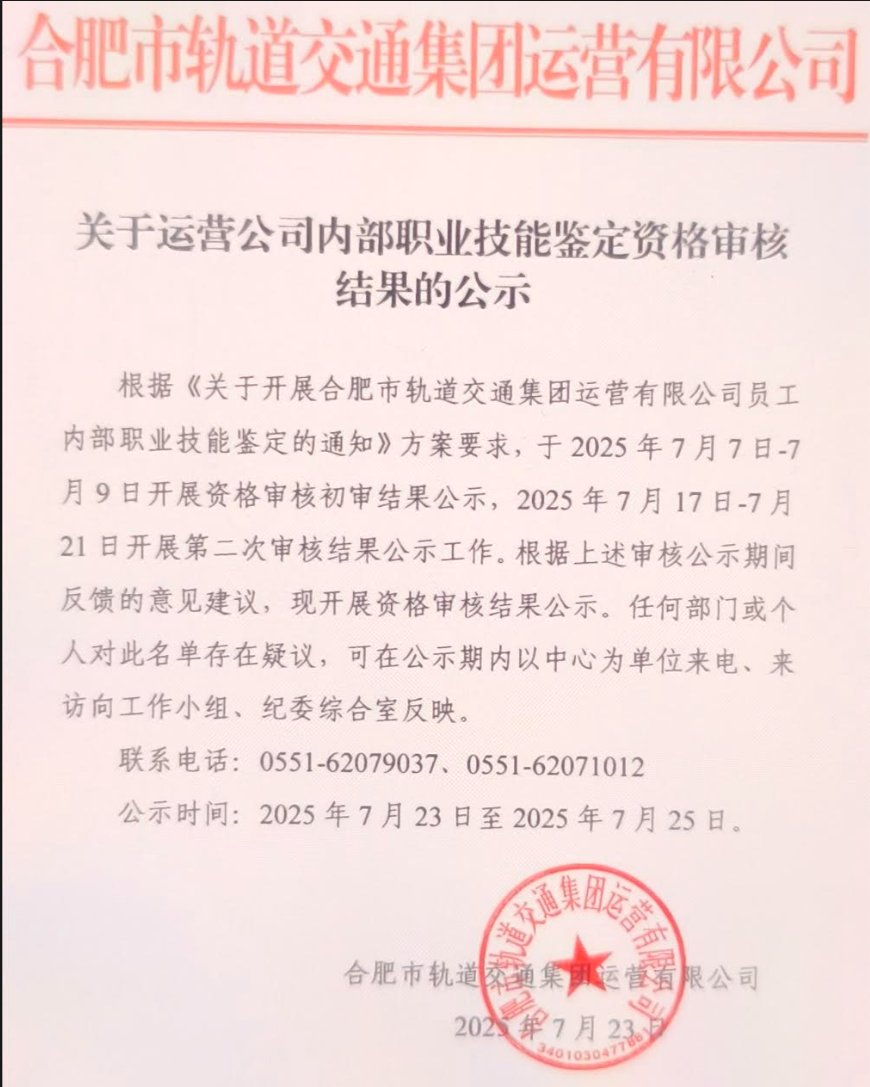 合肥市轨道交通集团运营有限公司
关于运营公司内部职业技能鉴定资格审核
结果的公示
根据《关于开展合肥市轨道交通集团运营有限公司员工
内部职业技能鉴定的通知》方案要求，于 2025 年 7 月 7 日-7
月 9 日开展资格审核初审结果公示，2025 年 7 月 17 日-7 月
21 日开展第二次审核结果公示工作。根据上述审核公示期间
反馈的意见建议，现开展资格审核结果公示。任何部门或个
人对此名单存在疑议，可在公示期内以中心为单位来电、来
访向工作小组、纪委综合室反映。
联系电话：0551-62079037、0551-62071012
公示时间：2025 年 7 月 23 日至 2025 年 7 月 25 日。
合肥市轨道交通集团运营有限公司
2025 年 7 月 23 日
合肥市轨道交通集团运营有限公司